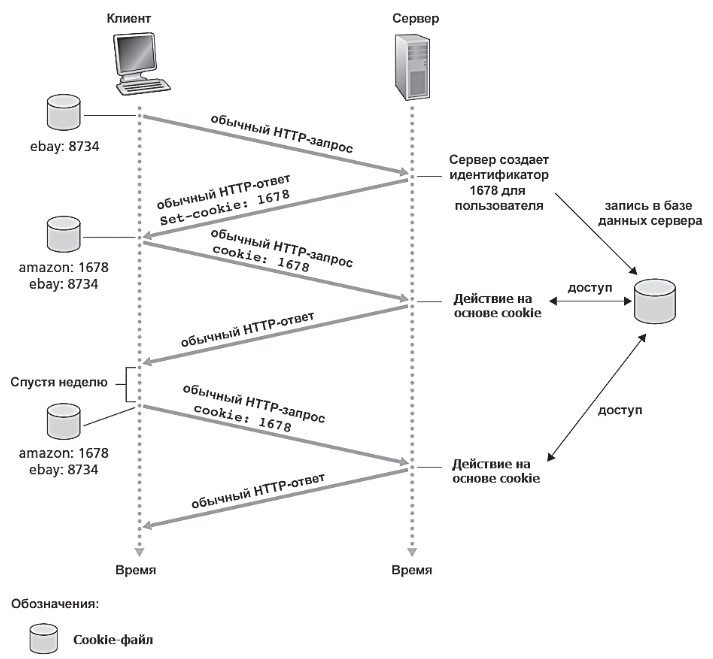 Клиент
Сервер
ebay: 8734
обычный HTTP-запрос
Сервер создает
идентификатор
1678 для
пользователя
запись в базе
данных сервера
обычный HTTP-ответ
Set-cookie: 1678
amazon: 1678
ebay: 8734
обычный HTTP-запрос
cookie: 1678
Действие на
основе cookie
доступ
обычный HTTP-ответ
Спустя неделю
amazon: 1678
ebay: 8734
обычный HTTP-запрос
cookie: 1678
доступ
Действие на
основе cookie
обычный HTTP-ответ
Время
Время
Обозначения:
Cookie-файл